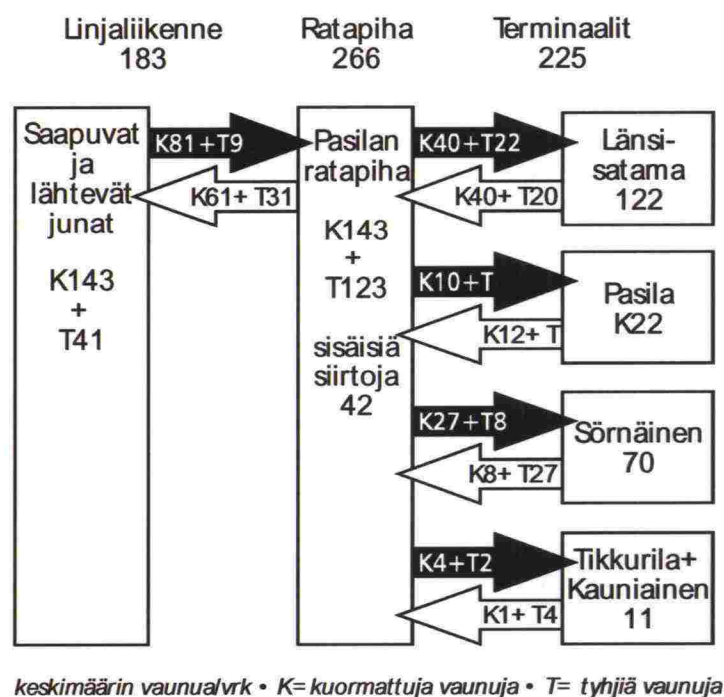 Linjaliikenne
183
Ratapiha
266
Terminaalit
225
Saapuvat
ja
lähtevät
junat
K143
+
T41
K81+T9
K61+ T31
Pasilan
ratapiha
K143
+
T123
sisäisiä
siirtoja
42
K40+T22
K40+ T20
Länsi-
satama
122
K10+T
K12+ T
Pasila
K22
K27+T8
K8+ T27
Sörnäinen
70
K4+T2
K1+ T4
Tikkurila+
Kauniainen
11
keskimäärin vaunua/vrk • K= kuormattuja vaunuja • T= tyhjiä vaunuja